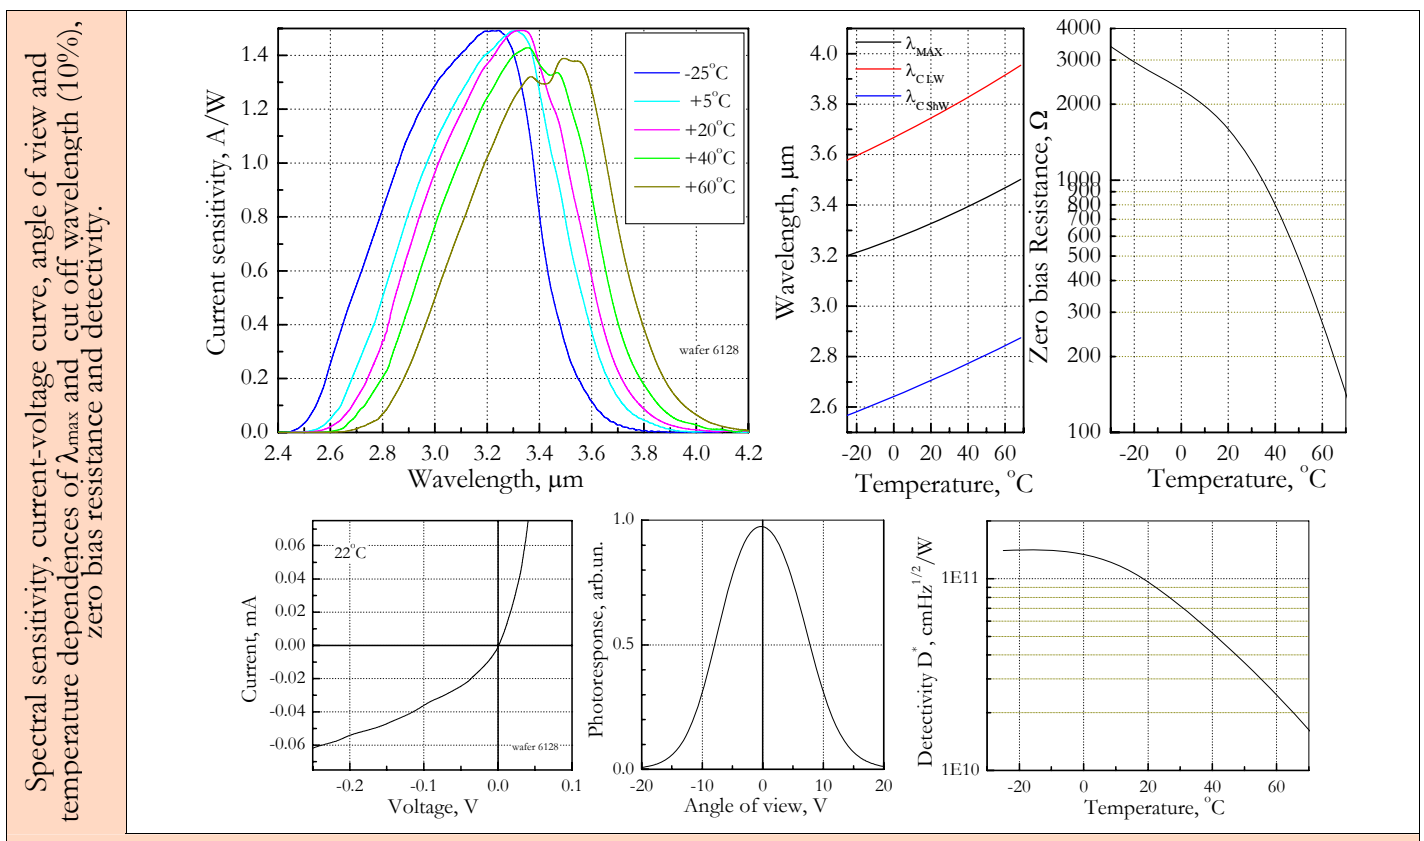 Spectral sensitivity, current-voltage curve, angle of view and
temperature dependences of λmax and cut off wavelength (10%),
zero bias resistance and detectivity.
1.4
1.2
1.0
0.8
0.6
0.4
0.2
0.0
Current sensitivity, A/W
-25°C
+5°C
+20°C
+40°C
+60°C
wafer 6128
2.4 2.6 2.8 3.0 3.2 3.4 3.6 3.8 4.0 4.2
Wavelength, μm
4.0
3.8
3.6
3.4
3.2
3.0
2.8
2.6
Wavelength, μm
λMAX
λC LW
λC ShW
-20 0 20 40 60
Temperature, °C
4000
3000
2000
1000
900
800
700
600
500
400
300
200
100
Zero bias Resistance, Ω
-20 0 20 40 60
Temperature, °C
0.06
0.04
0.02
0.00
-0.02
-0.04
-0.06
Current, mA
22°C
wafer 6128
-0.2 -0.1 0.0 0.1
Voltage, V
1.0
0.5
0.0
Photoresponse, arb.un.
-20 -10 0 10 20
Angle of view, V
1E11
1E10
Detectivity D*, cmHz1/2/W
-20 0 20 40 60
Temperature, °C